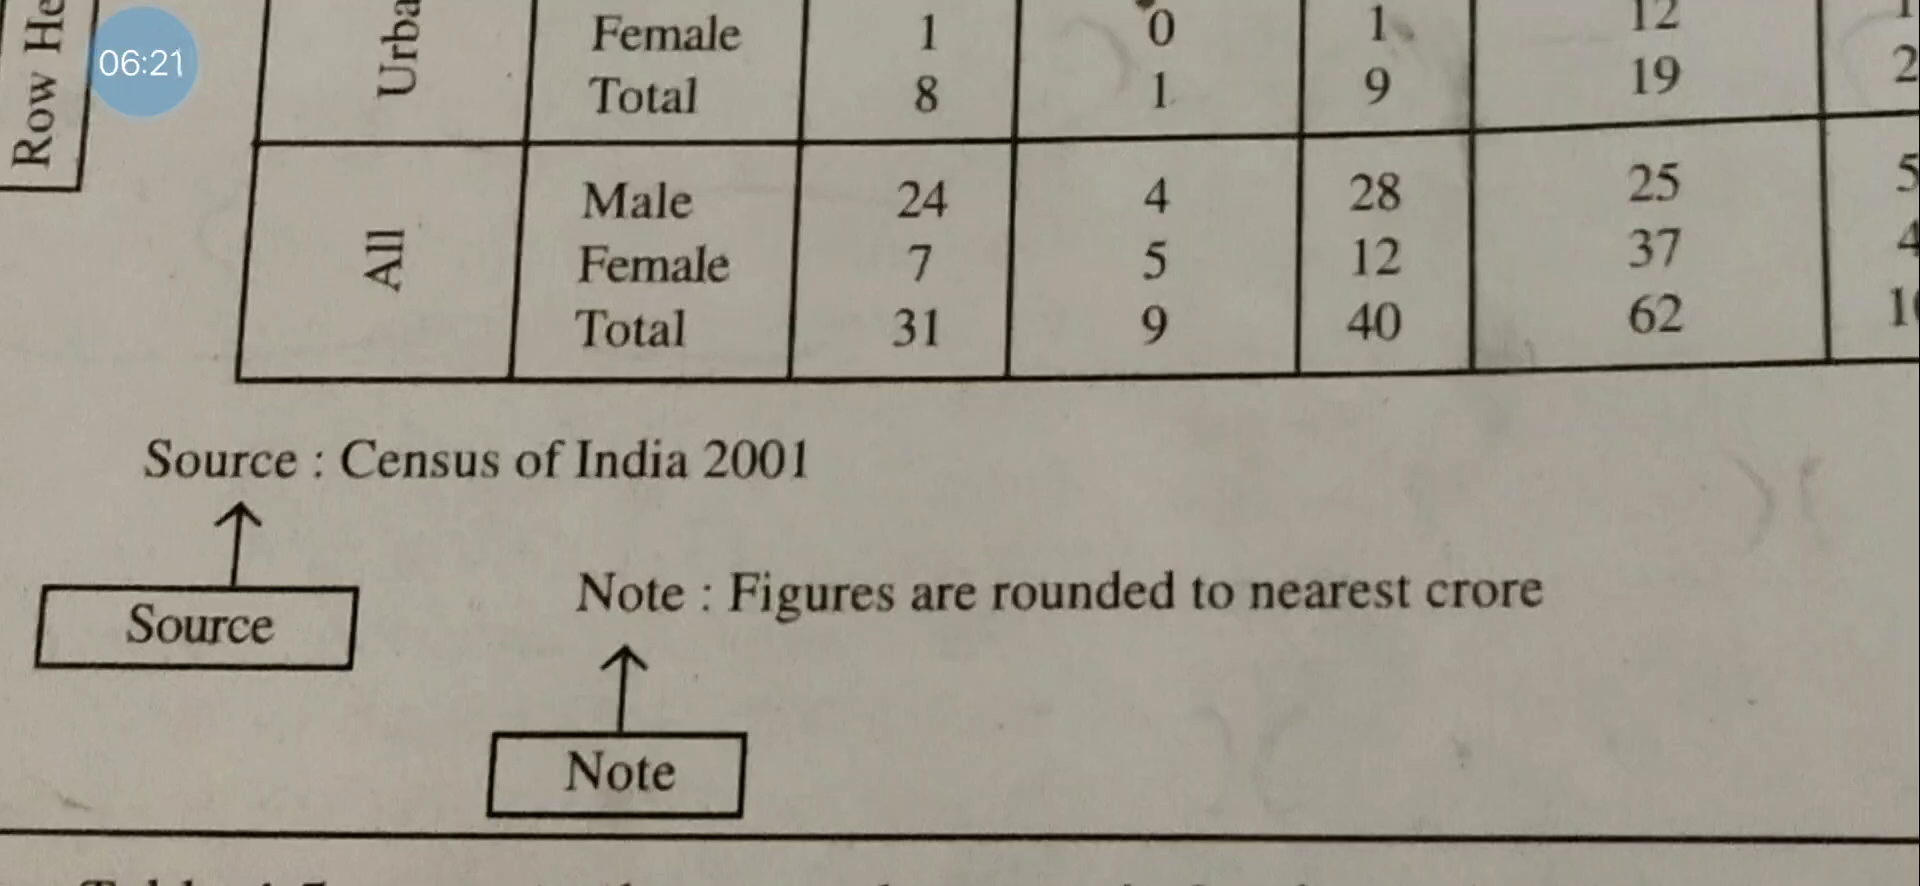 Row He
06:21
Urba
Female 1 0 1 12
Total 8 1 9 19 2
All
Male 24 4 28 25 5
Female 7 5 12 37 4
Total 31 9 40 62 1
Source : Census of India 2001
Source
Note : Figures are rounded to nearest crore
Note